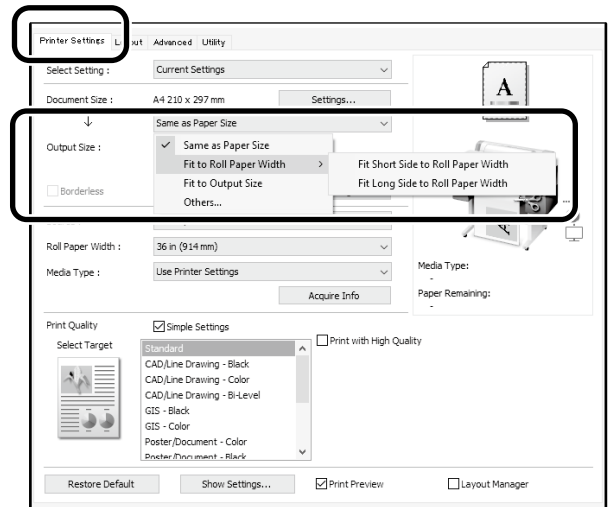 Printer Settings Layout Advanced Utility
Select Setting : Current Settings
Document Size : A4 210 x 297 mm Settings...
↓ Same as Paper Size
Output Size : ✓ Same as Paper Size
Fit to Roll Paper Width > Fit Short Side to Roll Paper Width
Fit to Output Size Fit Long Side to Roll Paper Width
Borderless
Others...
A
Roll Paper Width : 36 in (914 mm)
Media Type : Use Printer Settings
Acquire Info
Media Type:
-
Paper Remaining:
-
Print Quality Simple Settings
Select Target
Standard
CAD/Line Drawing - Black
CAD/Line Drawing - Color
CAD/Line Drawing - Bi-Level
GIS - Black
GIS - Color
Poster/Document - Color
Poster/Document - Black
Print with High Quality
Restore Default Show Settings... Print Preview Layout Manager